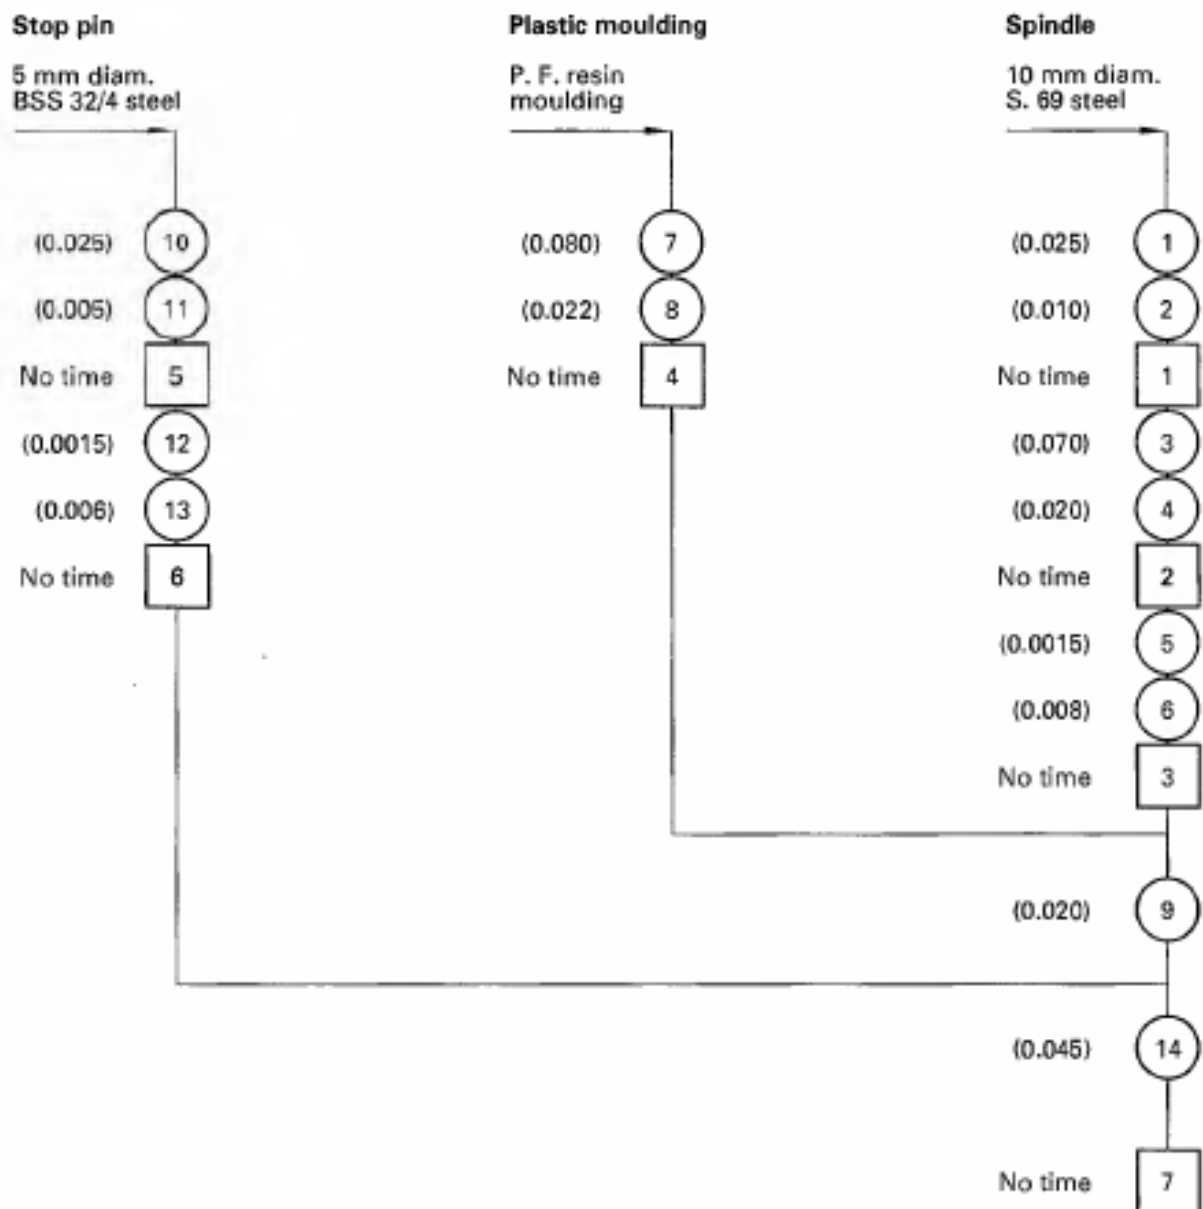 Stop pin
5 mm diam.
BSS 32/4 steel
(0.025) 10
(0.005) 11
No time 5
(0.0015) 12
(0.006) 13
No time 6
Plastic moulding
P. F. resin
moulding
(0.080) 7
(0.022) 8
No time 4
Spindle
10 mm diam.
S. 69 steel
(0.025) 1
(0.010) 2
No time 1
(0.070) 3
(0.020) 4
No time 2
(0.0015) 5
(0.008) 6
No time 3
(0.020) 9
(0.045) 14
No time 7